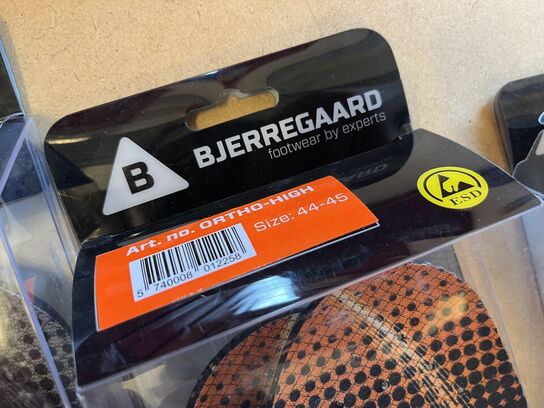 B
BJERREGAARD
footwear by experts
Art. no. ORTHO-HIGH
Size: 44-45
5 740008 012258
ESD